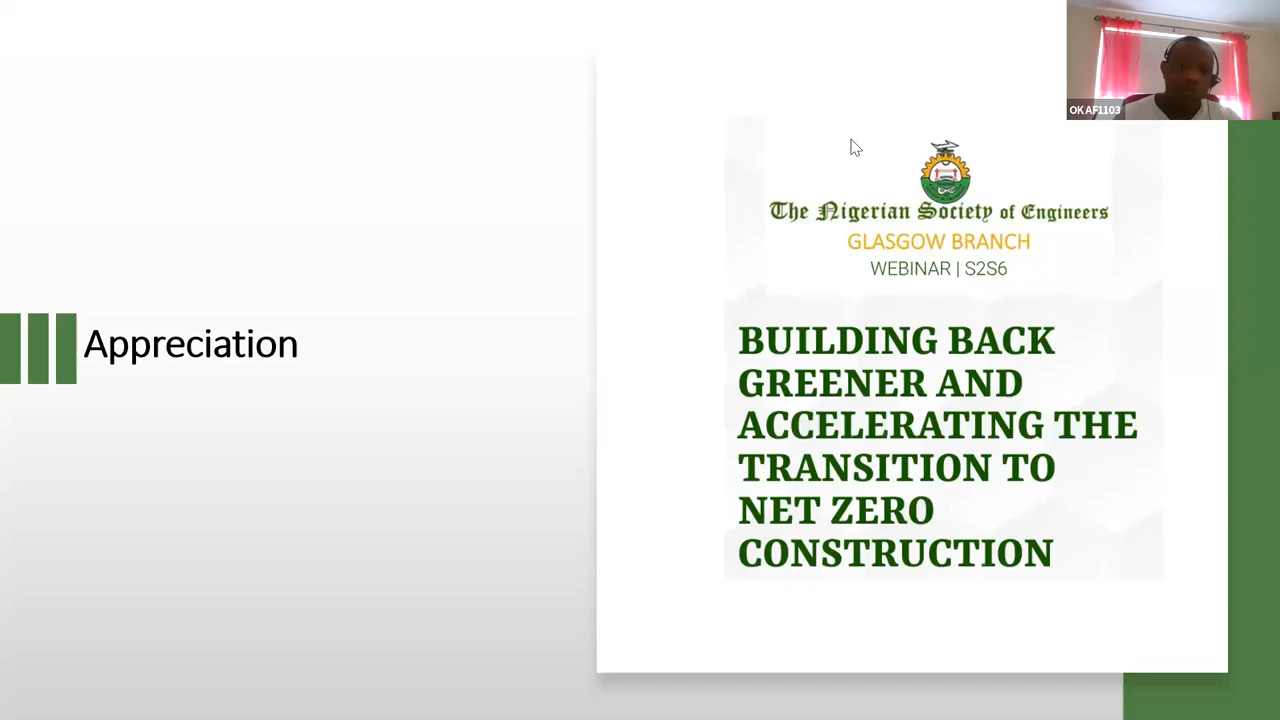 OKAF1103
The Nigerian Society of Engineers
GLASGOW BRANCH
WEBINAR | S2S6
Appreciation
BUILDING BACK
GREENER AND
ACCELERATING THE
TRANSITION TO
NET ZERO
CONSTRUCTION